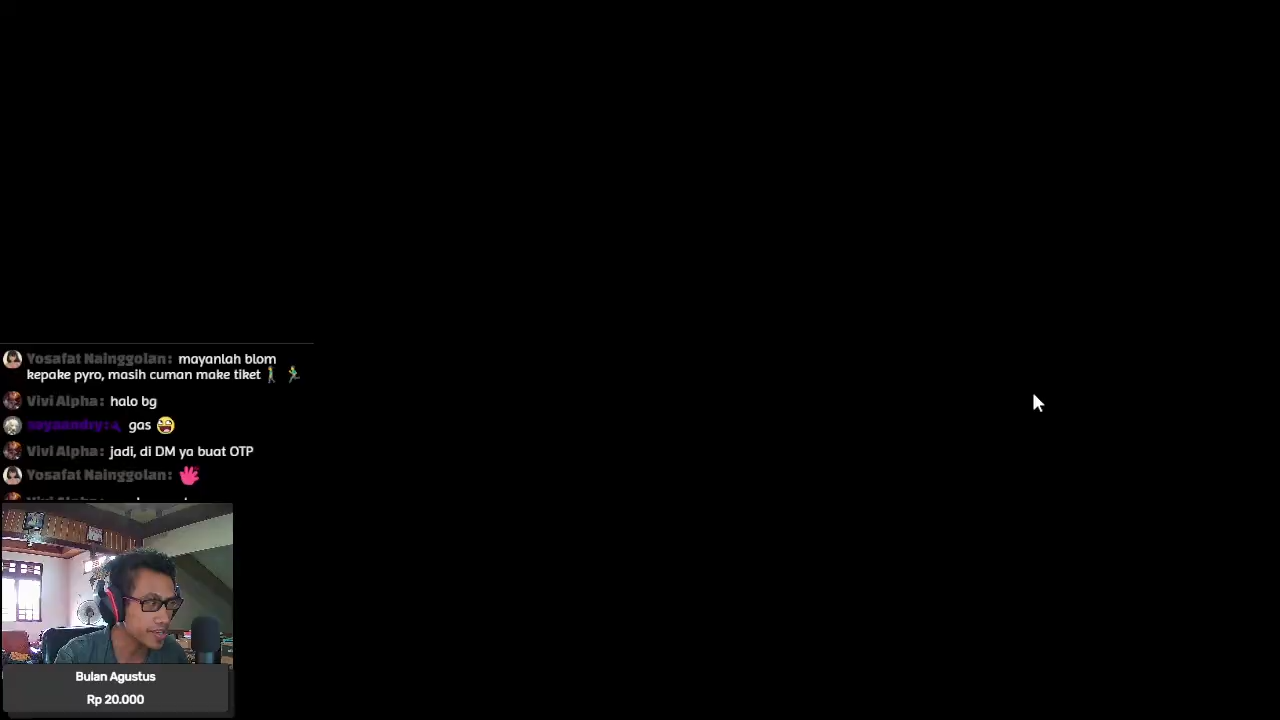 Yosafat Nainggolan: mayanlah blom
kepake pyro, masih cuman make tiket
Vivi Alpha: halo bg
sayaandry: gas
Vivi Alpha: jadi, di DM ya buat OTP
Yosafat Nainggolan:
Bulan Agustus
Rp 20.000